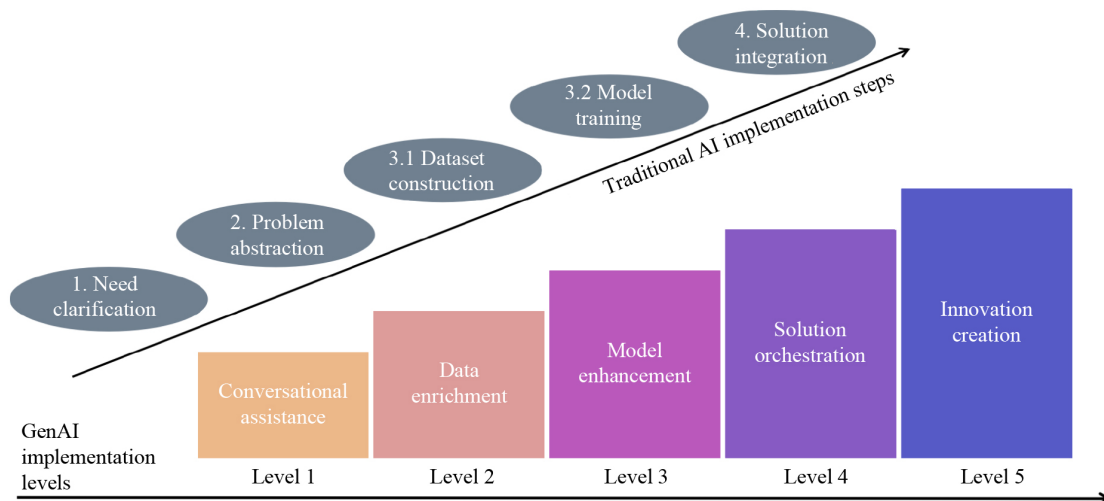 4. Solution
integration
3.2 Model
training
Traditional AI implementation steps
3.1 Dataset
construction
2. Problem
abstraction
1. Need
clarification
Innovation
creation
Solution
orchestration
Model
enhancement
Data
enrichment
Conversational
assistance
GenAI
implementation
levels
Level 1
Level 2
Level 3
Level 4
Level 5